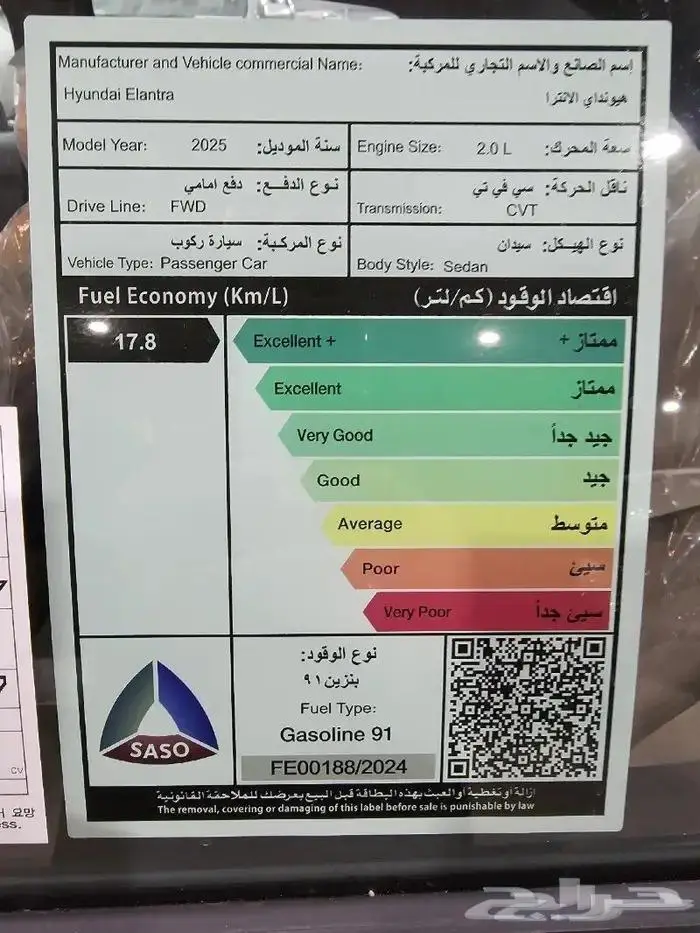 Manufacturer and Vehicle commercial Name: إسم الصانع والاسم التجاري للمركبة:
Hyundai Elantra هيونداي الانترا
Model Year: 2025 سنة الموديل:
Engine Size: 2.0 L سعة المحرك:
نوع الدفع: دفع امامي
Drive Line: FWD
ناقل الحركة: سي في تي
Transmission: CVT
نوع المركبة: سيارة ركوب
Vehicle Type: Passenger Car
نوع الهيكل: سيدان
Body Style: Sedan
Fuel Economy (Km/L) اقتصاد الوقود (كم/لتر)
17.8
Excellent + ممتاز +
Excellent ممتاز
Very Good جيد جداً
Good جيد
Average متوسط
Poor سيئ
Very Poor سيئ جداً
SASO
نوع الوقود:
بنزين ٩١
Fuel Type:
Gasoline 91
FE00188/2024
إزالة أو تغطية أو العبث بهذه البطاقة قبل البيع يعرضك للملاحقة القانونية
The removal, covering or damaging of this label before sale is punishable by law
CV
요망
ess.
حراج